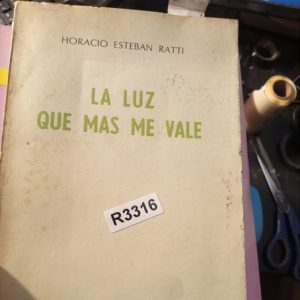 HORACIO ESTEBAN RATTI
LA LUZ
QUE MAS ME VALE
R3316